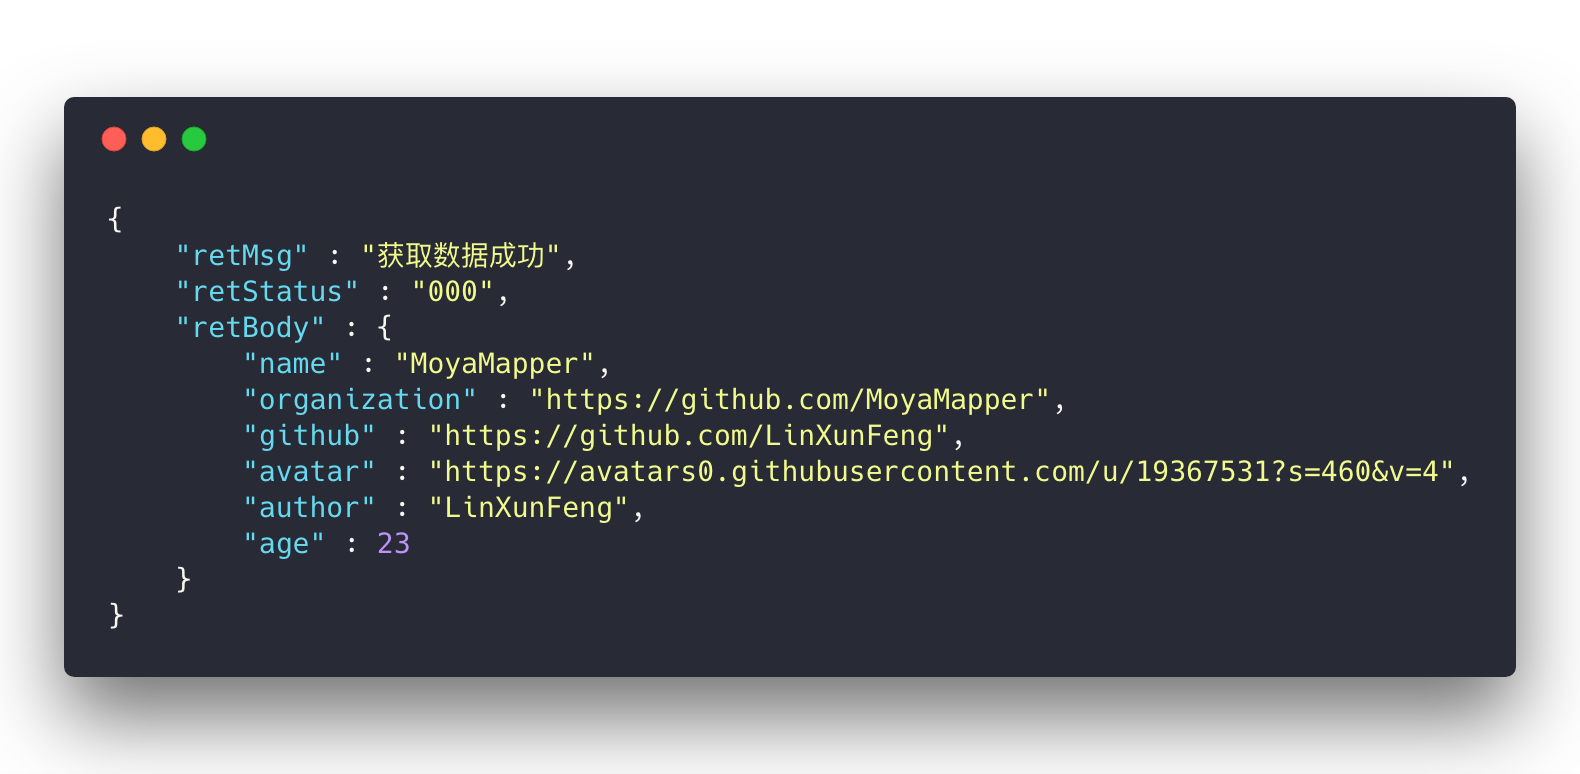 {
    "retMsg" : "获取数据成功",
    "retStatus" : "000",
    "retBody" : {
        "name" : "MoyaMapper",
        "organization" : "https://github.com/MoyaMapper",
        "github" : "https://github.com/LinXunFeng",
        "avatar" : "https://avatars0.githubusercontent.com/u/19367531?s=460&v=4",
        "author" : "LinXunFeng",
        "age" : 23
    }
}